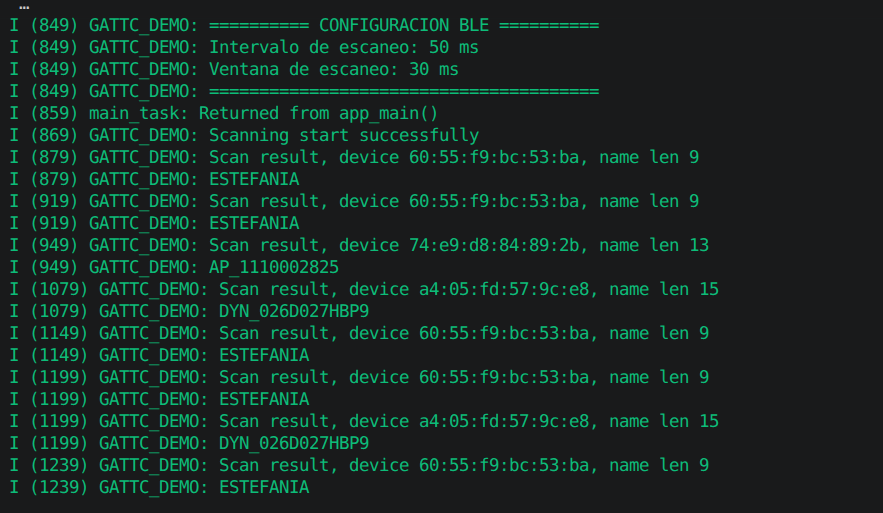 …
I (849) GATTC_DEMO: ========== CONFIGURACION BLE ==========
I (849) GATTC_DEMO: Intervalo de escaneo: 50 ms
I (849) GATTC_DEMO: Ventana de escaneo: 30 ms
I (849) GATTC_DEMO: =======================================
I (859) main_task: Returned from app_main()
I (869) GATTC_DEMO: Scanning start successfully
I (879) GATTC_DEMO: Scan result, device 60:55:f9:bc:53:ba, name len 9
I (879) GATTC_DEMO: ESTEFANIA
I (919) GATTC_DEMO: Scan result, device 60:55:f9:bc:53:ba, name len 9
I (919) GATTC_DEMO: ESTEFANIA
I (949) GATTC_DEMO: Scan result, device 74:e9:d8:84:89:2b, name len 13
I (949) GATTC_DEMO: AP_1110002825
I (1079) GATTC_DEMO: Scan result, device a4:05:fd:57:9c:e8, name len 15
I (1079) GATTC_DEMO: DYN_026D027HBP9
I (1149) GATTC_DEMO: Scan result, device 60:55:f9:bc:53:ba, name len 9
I (1149) GATTC_DEMO: ESTEFANIA
I (1199) GATTC_DEMO: Scan result, device 60:55:f9:bc:53:ba, name len 9
I (1199) GATTC_DEMO: ESTEFANIA
I (1199) GATTC_DEMO: Scan result, device a4:05:fd:57:9c:e8, name len 15
I (1199) GATTC_DEMO: DYN_026D027HBP9
I (1239) GATTC_DEMO: Scan result, device 60:55:f9:bc:53:ba, name len 9
I (1239) GATTC_DEMO: ESTEFANIA